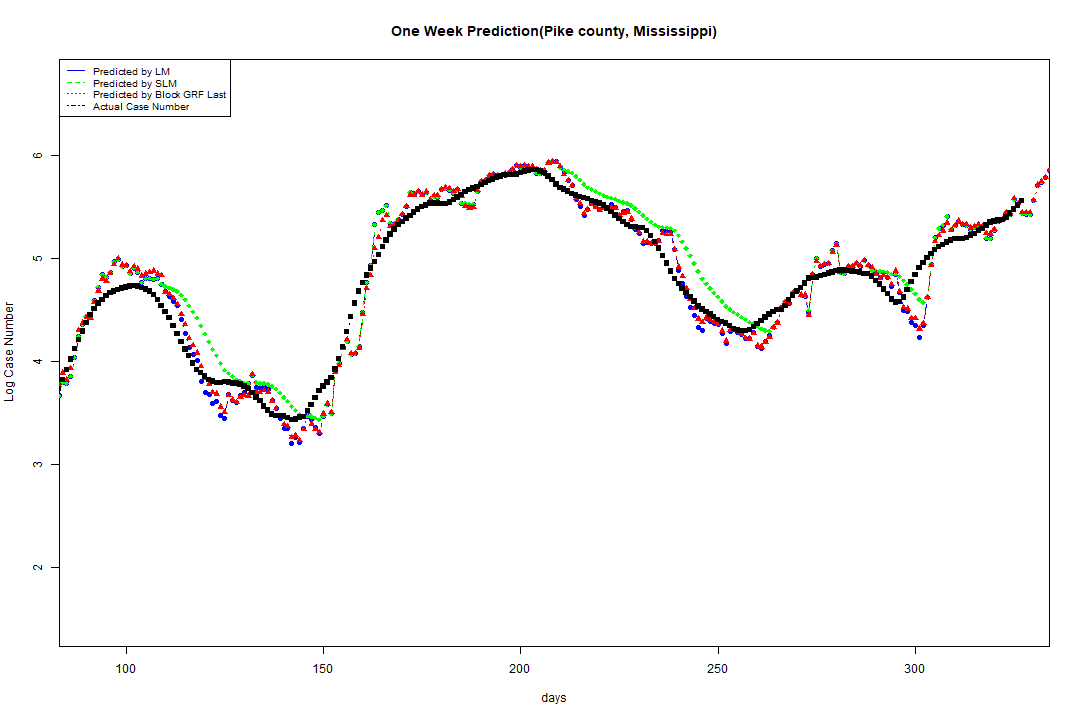 One Week Prediction(Pike county, Mississippi)
Predicted by LM
Predicted by SLM
Predicted by Block GRF Last
Actual Case Number
6
5
4
3
2
Log Case Number
100 150 200 250 300
days